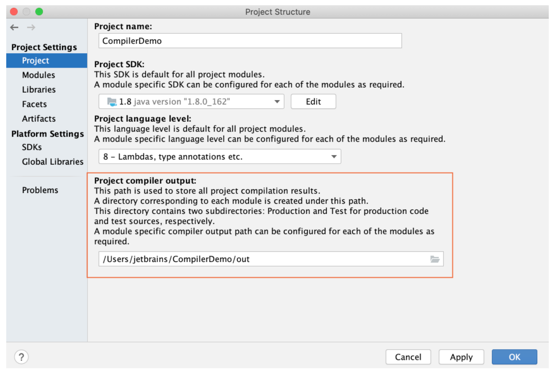 Project Structure
Project Settings
Project
Modules
Libraries
Facets
Artifacts
Platform Settings
SDKs
Global Libraries
Problems
Project name:
CompilerDemo
Project SDK:
This SDK is default for all project modules.
A module specific SDK can be configured for each of the modules as required.
1.8 java version "1.8.0_162"
Edit
Project language level:
This language level is default for all project modules.
A module specific language level can be configured for each of the modules as required.
8 – Lambdas, type annotations etc.
Project compiler output:
This path is used to store all project compilation results.
A directory corresponding to each module is created under this path.
This directory contains two subdirectories: Production and Test for production code
and test sources, respectively.
A module specific compiler output path can be configured for each of the modules as
required.
/Users/jetbrains/CompilerDemo/out
?
Cancel
Apply
OK